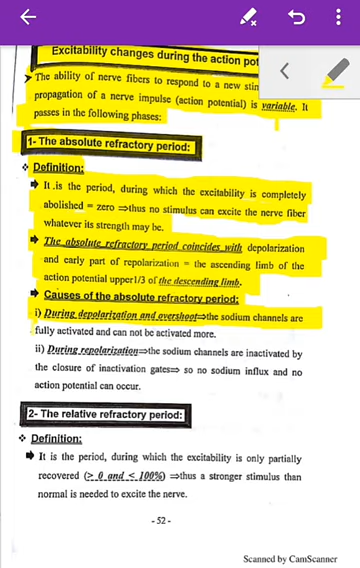 Excitability changes during the action pot
➤ The ability of nerve fibers to respond to a new stin
propagation of a nerve impulse (action potential) is variable. It
passes in the following phases:
1- The absolute refractory period:
❖ Definition:
➡ It .is the period, during which the excitability is completely
abolished = zero ⇒thus no stimulus can excite the nerve fiber
whatever its strength may be.
➡ The absolute refractory period coincides with depolarization
and early part of repolarization = the ascending limb of the
action potential upper1/3 of the descending limb.
➡ Causes of the absolute refractory period:
i) During depolarization and overshoot⇒the sodium channels are
fully activated and can not be activated more.
ii) During repolarization⇒the sodium channels are inactivated by
the closure of inactivation gates⇒ so no sodium influx and no
action potential can occur.
2- The relative refractory period:
❖ Definition:
➡ It is the period, during which the excitability is only partially
recovered (≥ 0 and < 100%) ⇒thus a stronger stimulus than
normal is needed to excite the nerve.
- 52 -
Scanned by CamScanner